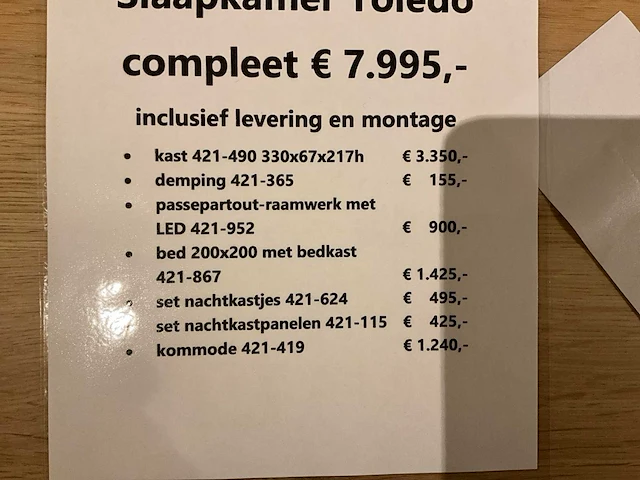 Slaapkamer Toledo
compleet € 7.995,-
inclusief levering en montage
• kast 421-490 330x67x217h € 3.350,-
• demping 421-365 € 155,-
• passepartout-raamwerk met
LED 421-952 € 900,-
• bed 200x200 met bedkast
421-867 € 1.425,-
• set nachtkastjes 421-624 € 495,-
• set nachtkastpanelen 421-115 € 425,-
• kommode 421-419 € 1.240,-